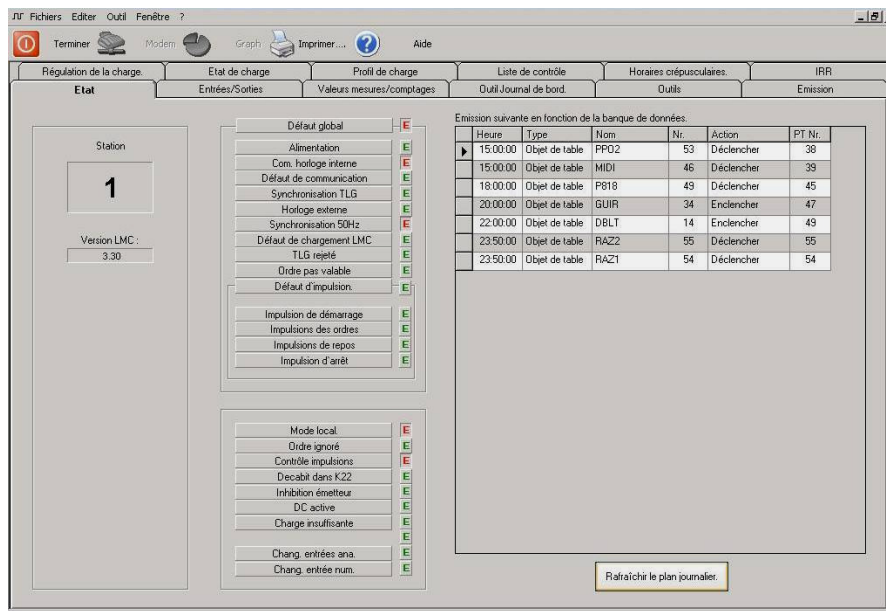 Fichiers Editer Outil Fenêtre ?
Terminer Modem Graph Imprimer.... Aide
Régulation de la charge. Etat de charge Profil de charge Liste de contrôle Horaires crépusculaires. IRR
Etat Entrées/Sorties Valeurs mesures/comptages Outil Journal de bord. Outils Emission
Station
1
Version LMC :
3.30
Défaut global E
Alimentation E
Com. horloge interne E
Défaut de communication E
Synchronisation TLG E
Horloge externe E
Synchronisation 50Hz E
Défaut de chargement LMC E
TLG rejeté E
Ordre pas valable E
Défaut d'impulsion. E
Impulsion de démarrage E
Impulsions des ordres E
Impulsions de repos E
Impulsion d'arrêt E
Mode local E
Ordre ignoré E
Contrôle impulsions E
Decabit dans K22 E
Inhibition émetteur E
DC active E
Charge insuffisante E
E
Chang. entrées ana. E
Chang. entrée num. E
Emission suivante en fonction de la banque de données.
Heure Type Nom Nr. Action PT Nr.
15:00:00 Objet de table PP02 53 Déclencher 38
15:00:00 Objet de table MIDI 46 Déclencher 39
18:00:00 Objet de table P818 49 Déclencher 45
20:00:00 Objet de table GUIR 34 Enclencher 47
22:00:00 Objet de table DBLT 14 Enclencher 49
23:50:00 Objet de table RAZ2 55 Déclencher 55
23:50:00 Objet de table RAZ1 54 Déclencher 54
Rafraîchir le plan journalier.